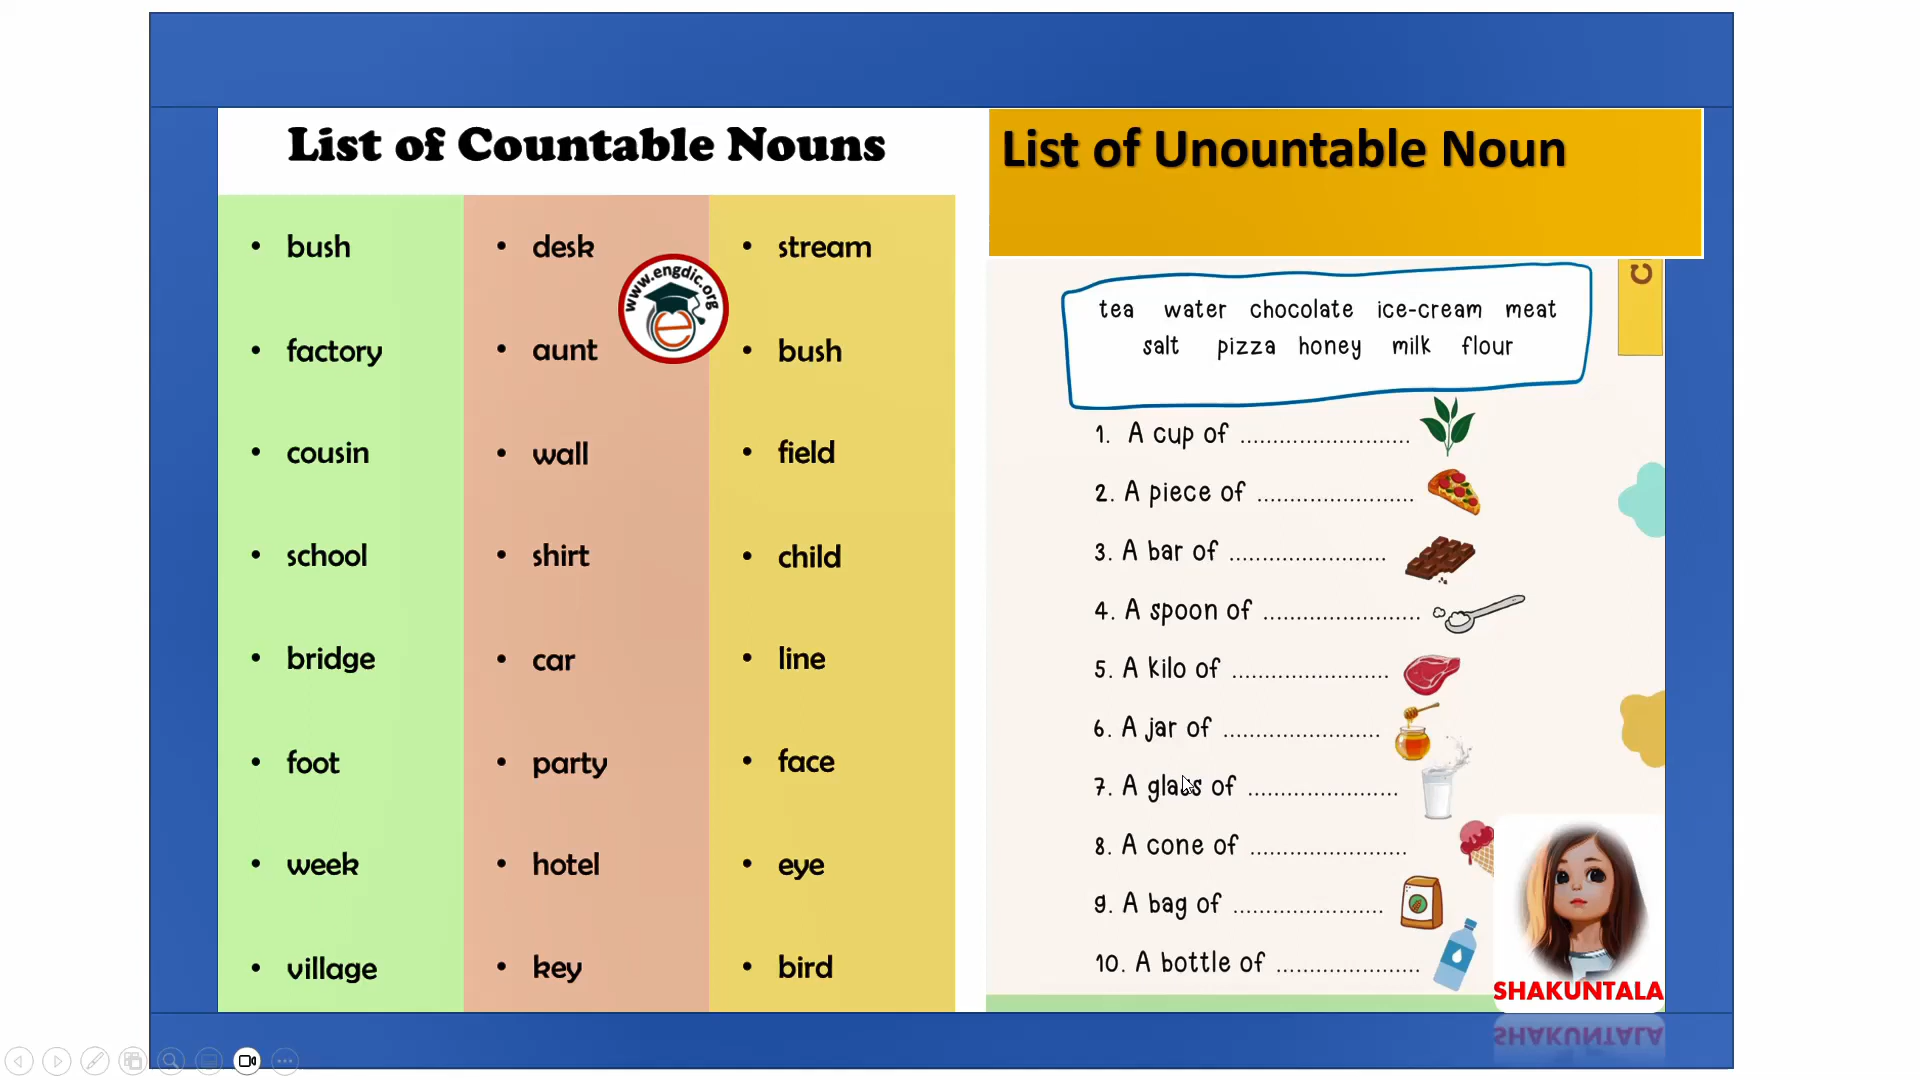 List of Countable Nouns
• bush
• factory
• cousin
• school
• bridge
• foot
• week
• village
• desk
• aunt
• wall
• shirt
• car
• party
• hotel
• key
• stream
• bush
• field
• child
• line
• face
• eye
• bird
www.engdic.org
e
List of Unountable Noun
C
tea water chocolate ice-cream meat
salt pizza honey milk flour
1. A cup of ..........................
2. A piece of ........................
3. A bar of ........................
4. A spoon of ........................
5. A kilo of ........................
6. A jar of ........................
7. A glass of .......................
8. A cone of ........................
9. A bag of .......................
10. A bottle of ......................
SHAKUNTALA